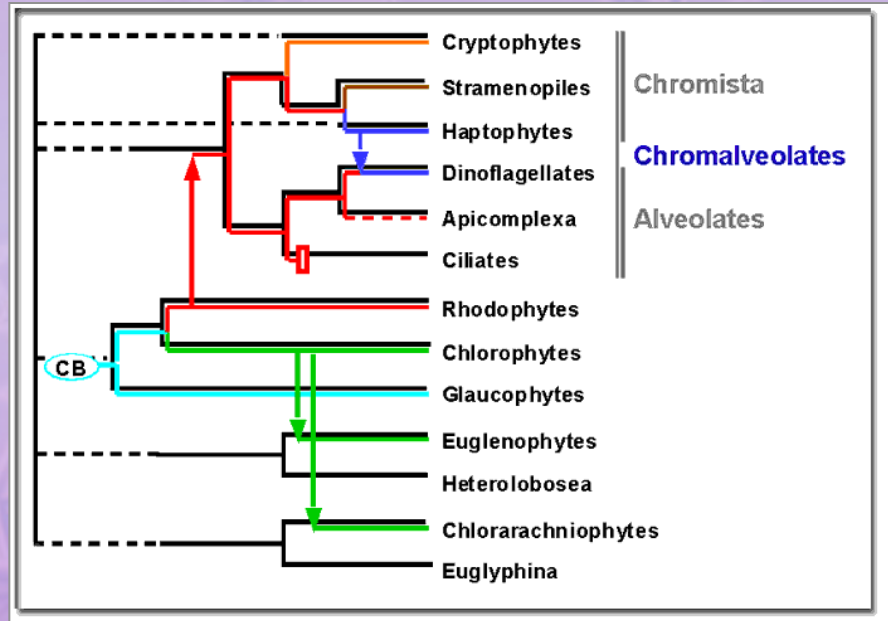 Cryptophytes
Stramenopiles
Chromista
Haptophytes
Chromalveolates
Dinoflagellates
Apicomplexa
Alveolates
Ciliates
Rhodophytes
Chlorophytes
CB
Glaucophytes
Euglenophytes
Heterolobosea
Chlorarachniophytes
Euglyphina